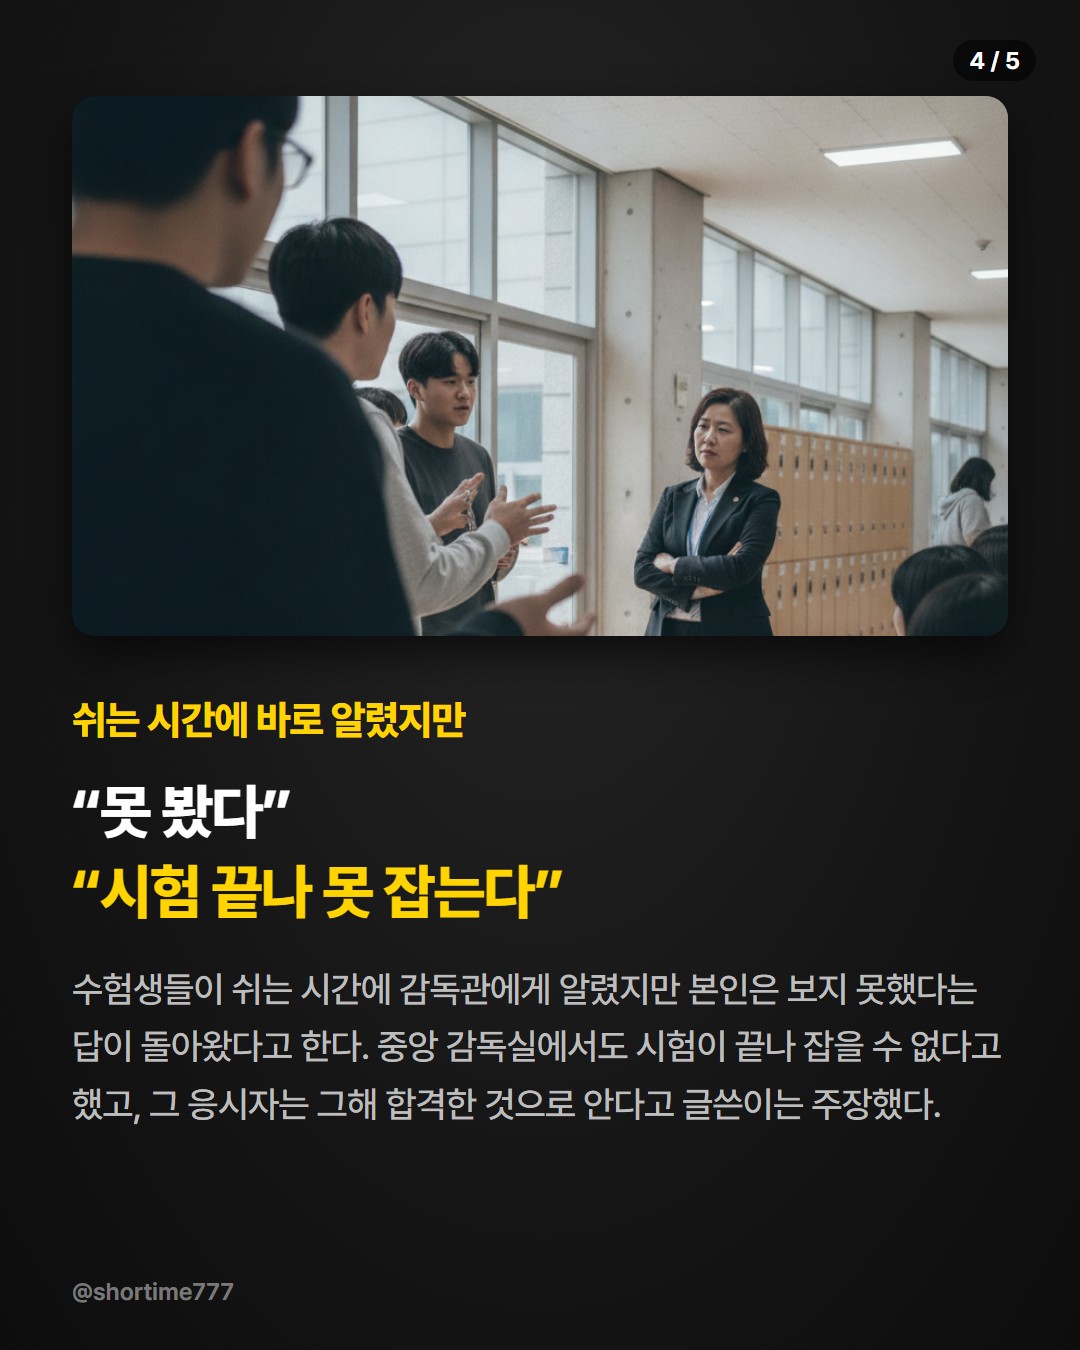 4 / 5
쉬는 시간에 바로 알렸지만
“못 봤다”
“시험 끝나 못 잡는다”
수험생들이 쉬는 시간에 감독관에게 알렸지만 본인은 보지 못했다는
답이 돌아왔다고 한다. 중앙 감독실에서도 시험이 끝나 잡을 수 없다고
했고, 그 응시자는 그해 합격한 것으로 안다고 글쓴이는 주장했다.
@shortime777